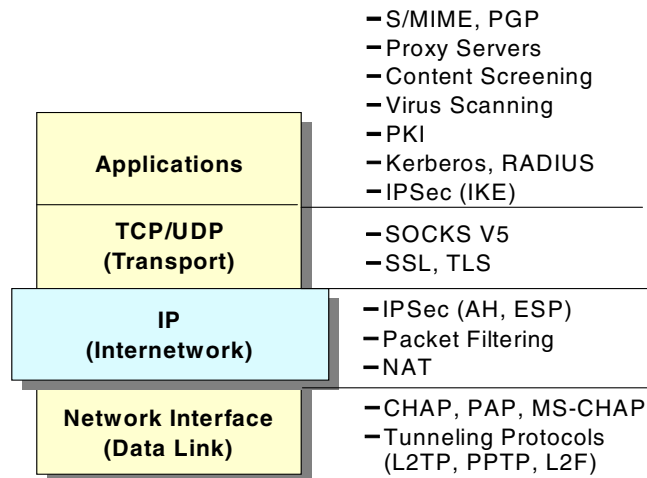 – S/MIME, PGP
– Proxy Servers
– Content Screening
– Virus Scanning
– PKI
– Kerberos, RADIUS
– IPSec (IKE)
Applications
TCP/UDP
(Transport)
– SOCKS V5
– SSL, TLS
IP
(Internetwork)
– IPSec (AH, ESP)
– Packet Filtering
– NAT
Network Interface
(Data Link)
– CHAP, PAP, MS-CHAP
– Tunneling Protocols
(L2TP, PPTP, L2F)